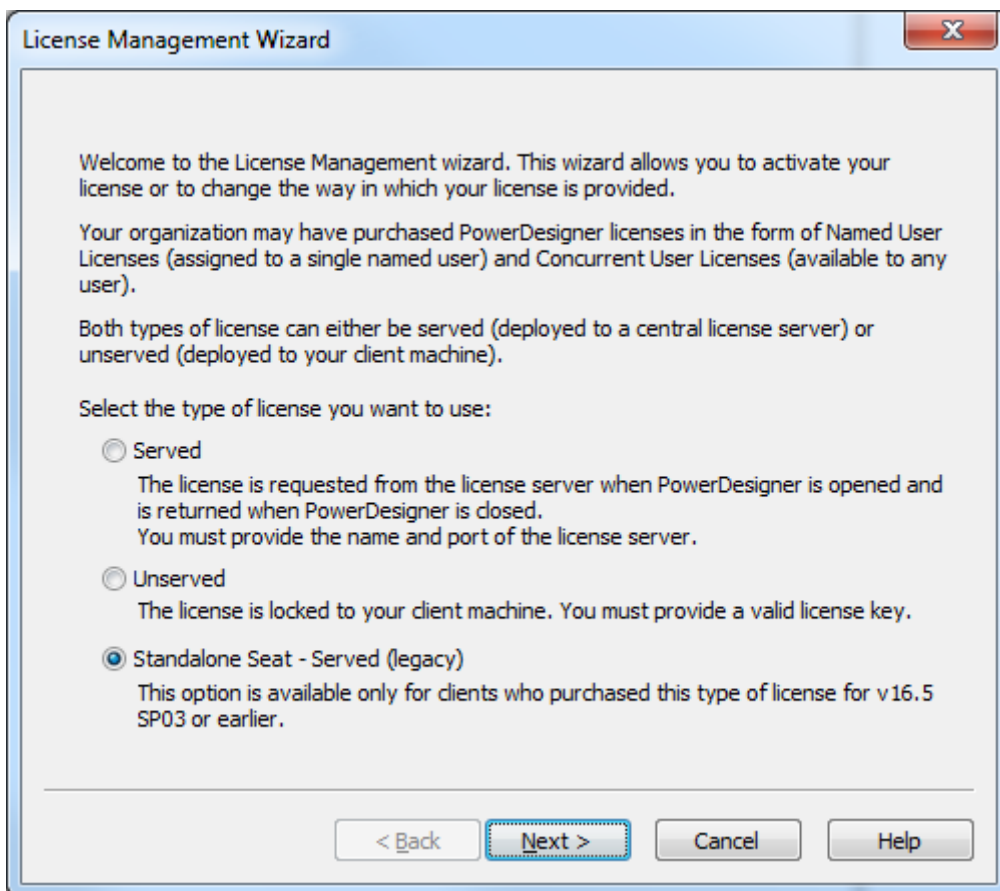 License Management Wizard
Welcome to the License Management wizard. This wizard allows you to activate your
license or to change the way in which your license is provided.
Your organization may have purchased PowerDesigner licenses in the form of Named User
Licenses (assigned to a single named user) and Concurrent User Licenses (available to any
user).
Both types of license can either be served (deployed to a central license server) or
unserved (deployed to your client machine).
Select the type of license you want to use:
Served
The license is requested from the license server when PowerDesigner is opened and
is returned when PowerDesigner is closed.
You must provide the name and port of the license server.
Unserved
The license is locked to your client machine. You must provide a valid license key.
Standalone Seat - Served (legacy)
This option is available only for clients who purchased this type of license for v16.5
SP03 or earlier.
< Back Next > Cancel Help